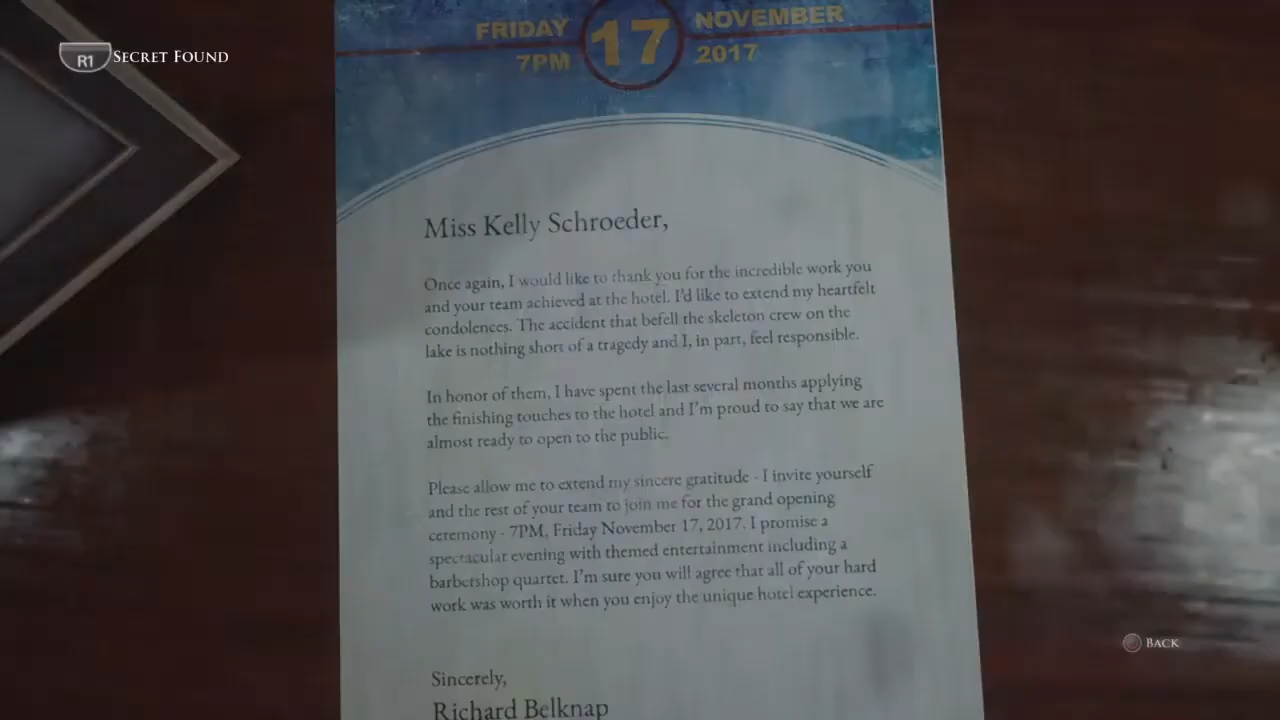 R1 SECRET FOUND
FRIDAY 17 NOVEMBER
7PM 2017
Miss Kelly Schroeder,
Once again, I would like to thank you for the incredible work you
and your team achieved at the hotel. I'd like to extend my heartfelt
condolences. The accident that befell the skeleton crew on the
lake is nothing short of a tragedy and I, in part, feel responsible.
In honor of them, I have spent the last several months applying
the finishing touches to the hotel and I'm proud to say that we are
almost ready to open to the public.
Please allow me to extend my sincere gratitude - I invite yourself
and the rest of your team to join me for the grand opening
ceremony - 7PM, Friday November 17, 2017. I promise a
spectacular evening with themed entertainment including a
barbershop quartet. I'm sure you will agree that all of your hard
work was worth it when you enjoy the unique hotel experience.
BACK
Sincerely,
Richard Belknap